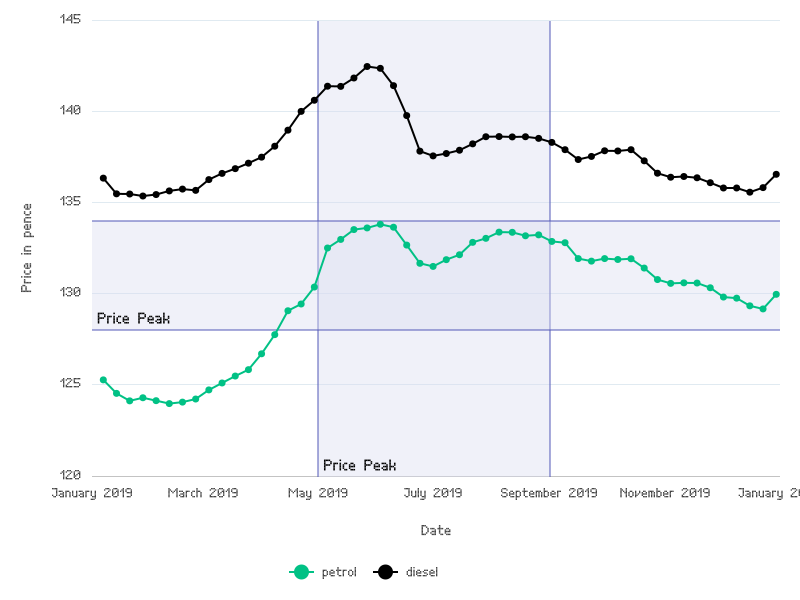 145
140
135
130
125
120
Price in pence
Price Peak
Price Peak
January 2019 March 2019 May 2019 July 2019 September 2019 November 2019 January 20
Date
petrol diesel